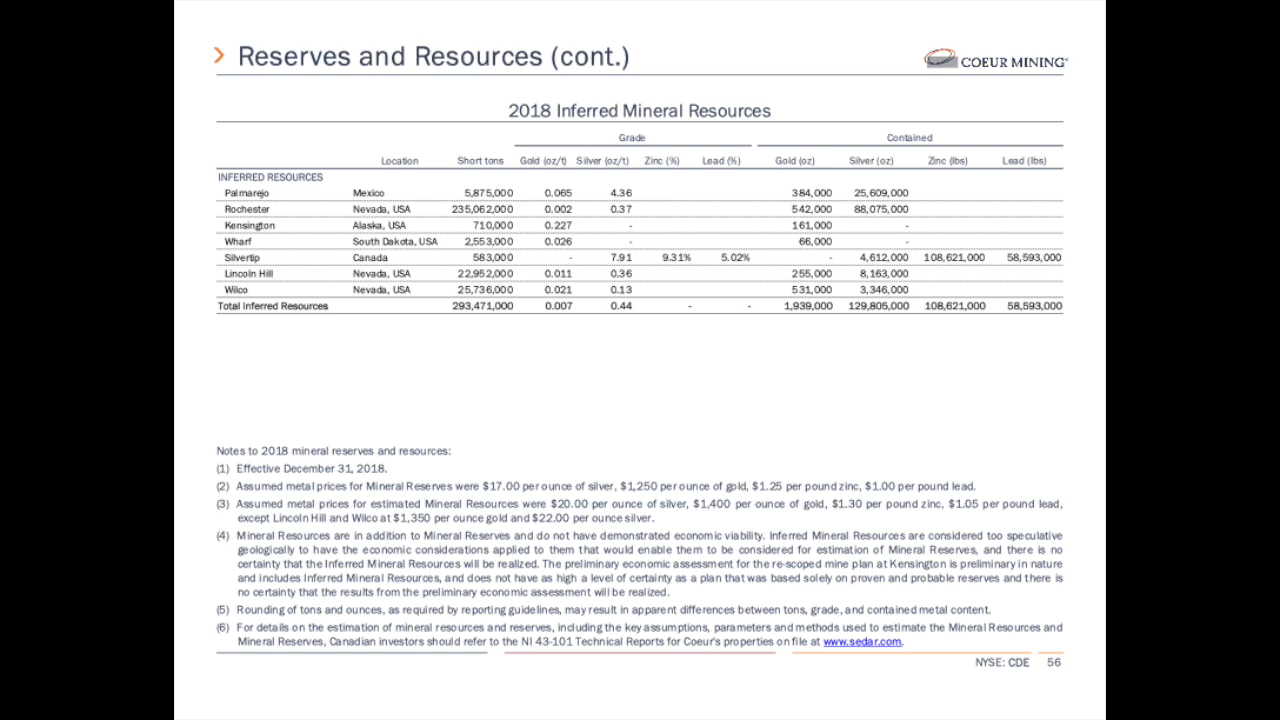 Reserves and Resources (cont.)
COEUR MINING
2018 Inferred Mineral Resources
Grade Contained
Location Short tons Gold (oz/t) Silver (oz/t) Zinc (%) Lead (%) Gold (oz) Silver (oz) Zinc (lbs) Lead (lbs)
INFERRED RESOURCES
Palmarejo Mexico 5,875,000 0.065 4.36 384,000 25,609,000
Rochester Nevada, USA 235,062,000 0.002 0.37 542,000 88,075,000
Kensington Alaska, USA 710,000 0.227 - 161,000 -
Wharf South Dakota, USA 2,553,000 0.026 - 66,000 -
Silvertip Canada 583,000 - 7.91 9.31% 5.02% - 4,612,000 108,621,000 58,593,000
Lincoln Hill Nevada, USA 22,952,000 0.011 0.36 255,000 8,163,000
Wilco Nevada, USA 25,736,000 0.021 0.13 531,000 3,346,000
Total Inferred Resources 293,471,000 0.007 0.44 - - 1,939,000 129,805,000 108,621,000 58,593,000
Notes to 2018 mineral reserves and resources:
(1) Effective December 31, 2018.
(2) Assumed metal prices for Mineral Reserves were $17.00 per ounce of silver, $1,250 per ounce of gold, $1.25 per pound zinc, $1.00 per pound lead.
(3) Assumed metal prices for estimated Mineral Resources were $20.00 per ounce of silver, $1,400 per ounce of gold, $1.30 per pound zinc, $1.05 per pound lead,
except Lincoln Hill and Wilco at $1,350 per ounce gold and $22.00 per ounce silver.
(4) Mineral Resources are in addition to Mineral Reserves and do not have demonstrated economic viability. Inferred Mineral Resources are considered too speculative
geologically to have the economic considerations applied to them that would enable them to be considered for estimation of Mineral Reserves, and there is no
certainty that the Inferred Mineral Resources will be realized. The preliminary economic assessment for the re-scoped mine plan at Kensington is preliminary in nature
and includes Inferred Mineral Resources, and does not have as high a level of certainty as a plan that was based solely on proven and probable reserves and there is
no certainty that the results from the preliminary economic assessment will be realized.
(5) Rounding of tons and ounces, as required by reporting guidelines, may result in apparent differences between tons, grade, and contained metal content.
(6) For details on the estimation of mineral resources and reserves, including the key assumptions, parameters and methods used to estimate the Mineral Resources and
Mineral Reserves, Canadian investors should refer to the NI 43-101 Technical Reports for Coeur's properties on file at www.sedar.com.
NYSE: CDE 56